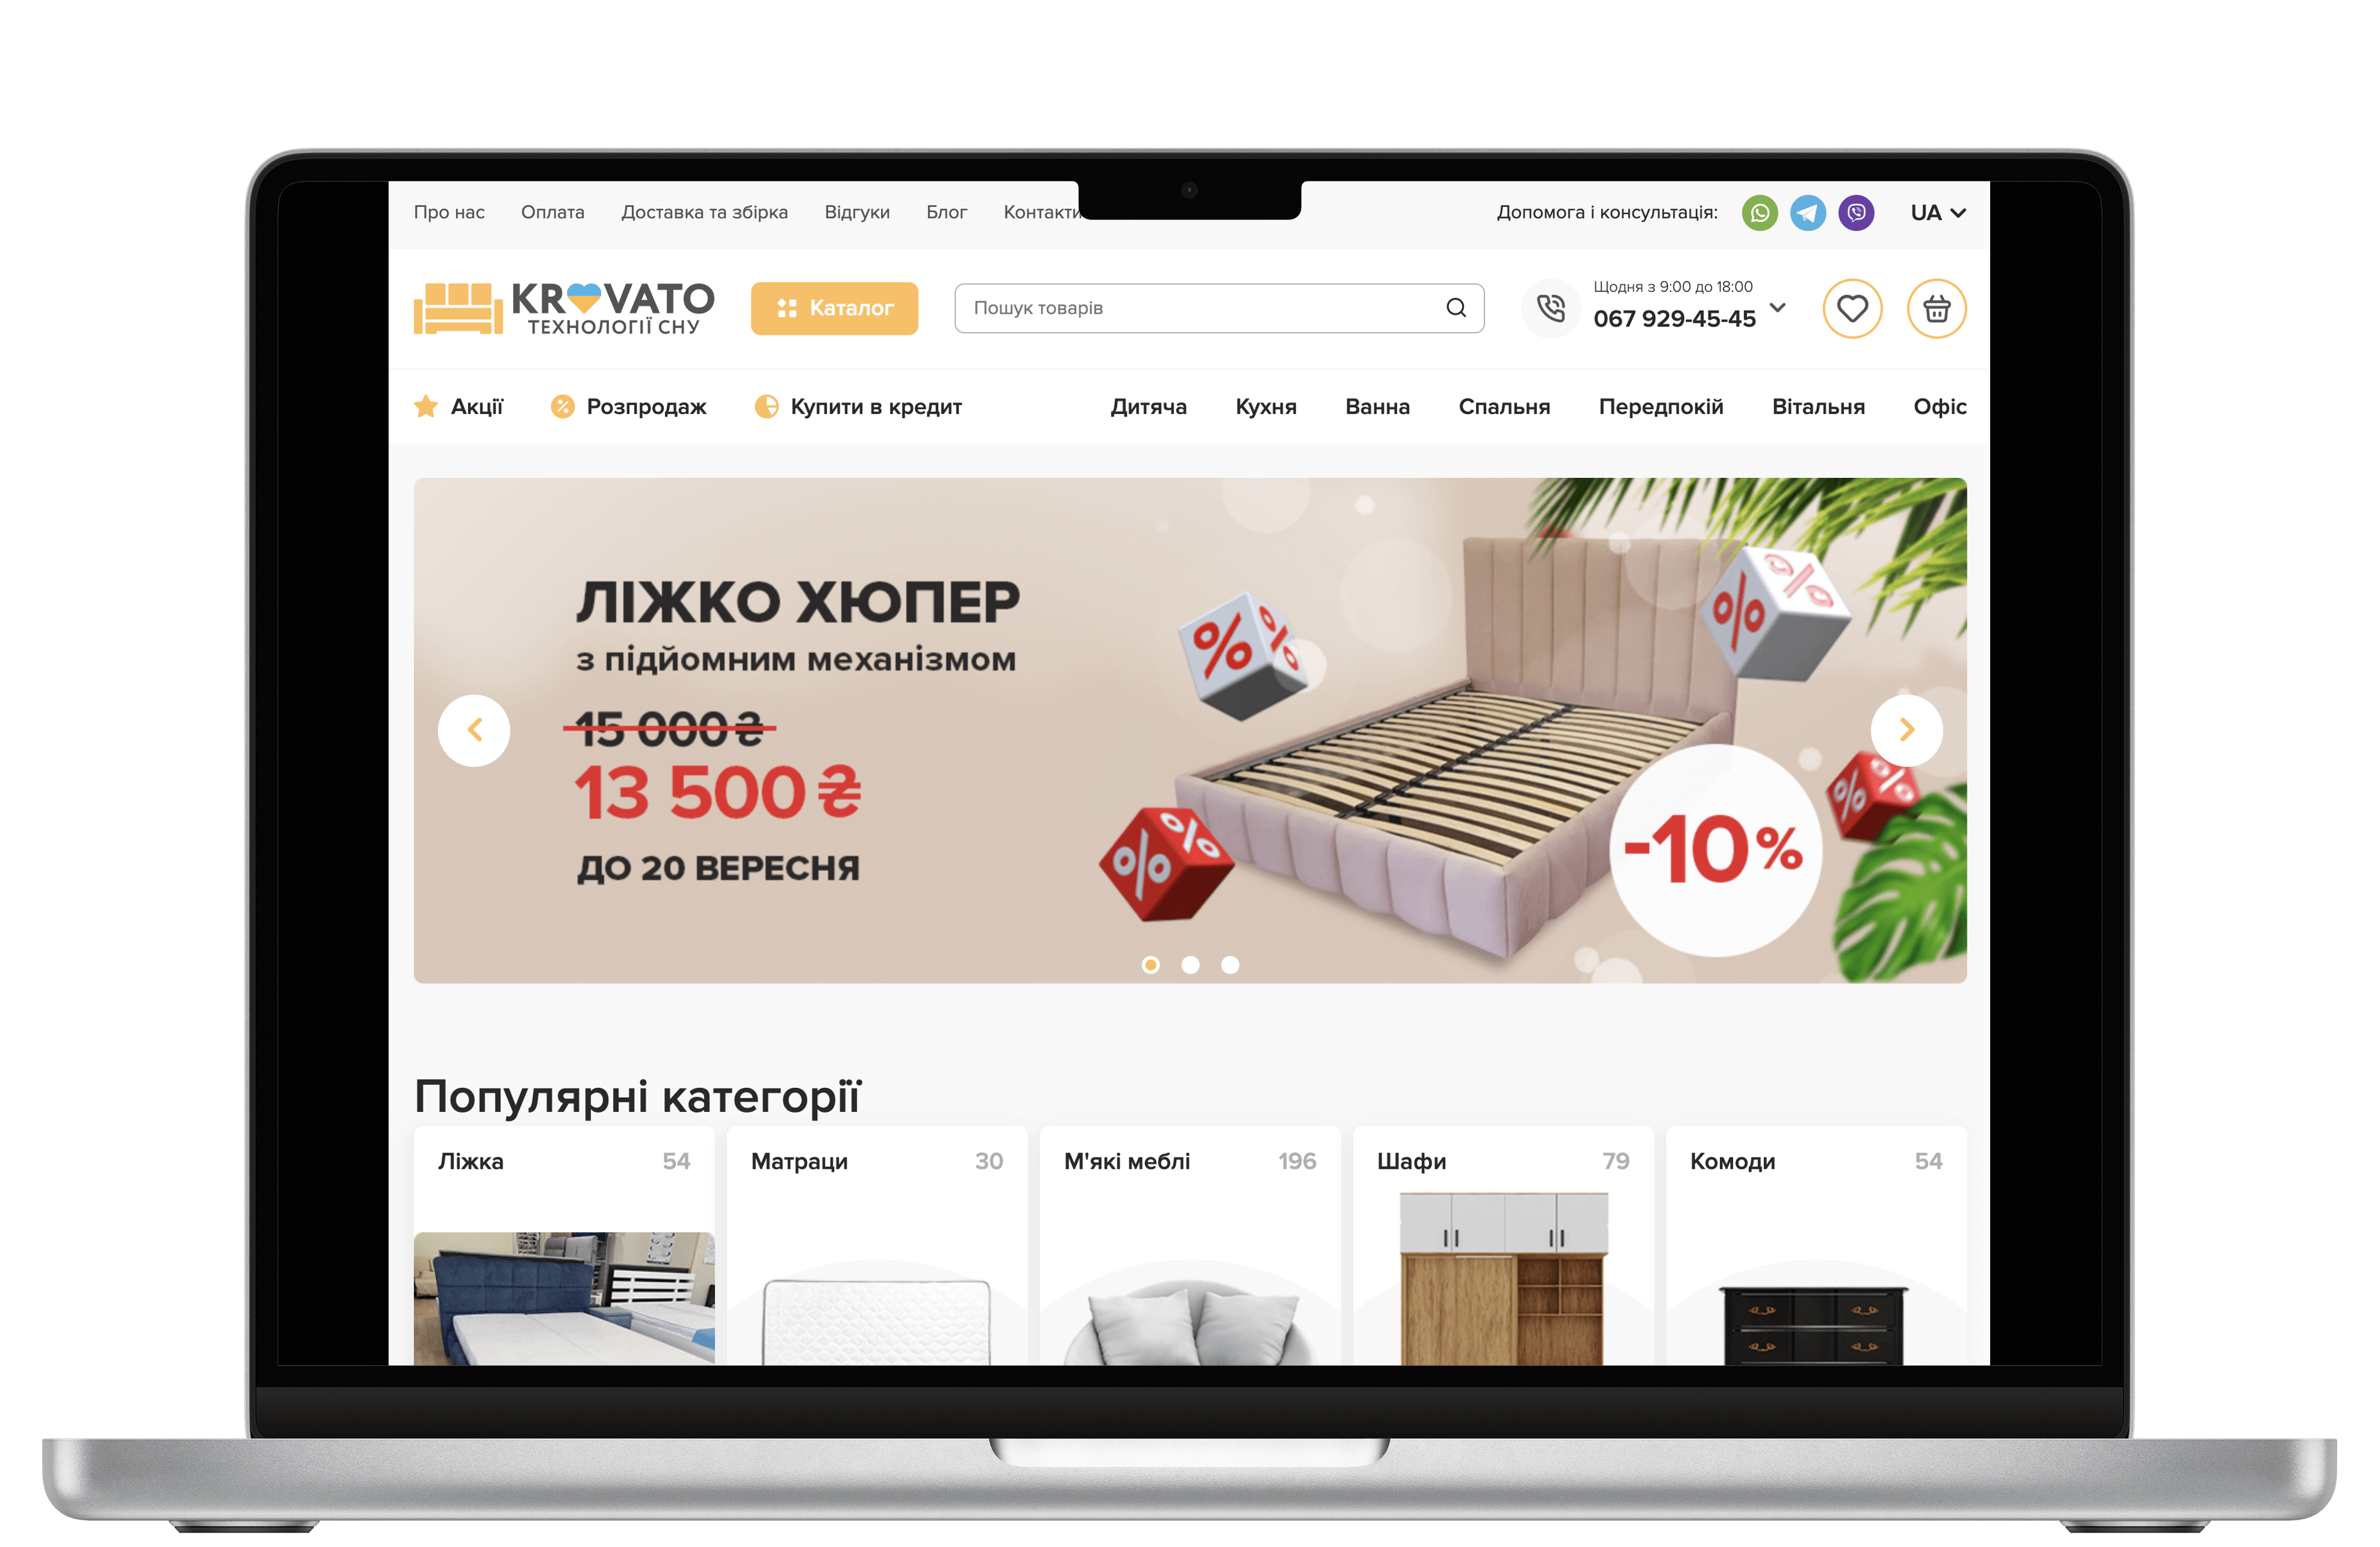 Про нас Оплата Доставка та збірка Відгуки Блог Контакти Допомога і консультація: UA
KROVATO
ТЕХНОЛОГІЇ СНУ
Каталог
Пошук товарів
Щодня з 9:00 до 18:00
067 929-45-45
Акції Розпродаж Купити в кредит Дитяча Кухня Ванна Спальня Передпокій Вітальня Офіс
ЛІЖКО ХЮПЕР
з підйомним механізмом
15 000 ₴
13 500 ₴
ДО 20 ВЕРЕСНЯ
% %
% %
% %
% %
-10%
Популярні категорії
Ліжка 54 Матраци 30 М'які меблі 196 Шафи 79 Комоди 54